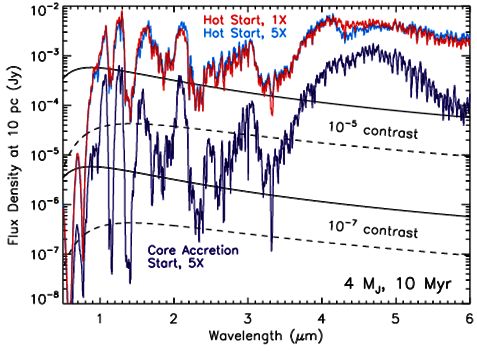 10⁻²
10⁻³
10⁻⁴
10⁻⁵
10⁻⁶
10⁻⁷
10⁻⁸
Flux Density at 10 pc (Jy)
Hot Start, 1X
Hot Start, 5X
10⁻⁵ contrast
10⁻⁷ contrast
Core Accretion
Start, 5X
4 M_J, 10 Myr
1 2 3 4 5 6
Wavelength (μm)